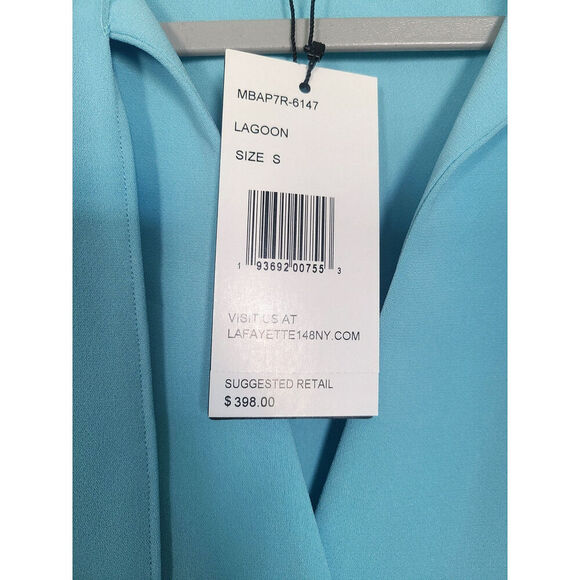 MBAP7R-6147
LAGOON
SIZE S
1 93692 00755 3
VISIT US AT
LAFAYETTE148NY.COM
SUGGESTED RETAIL
$ 398.00